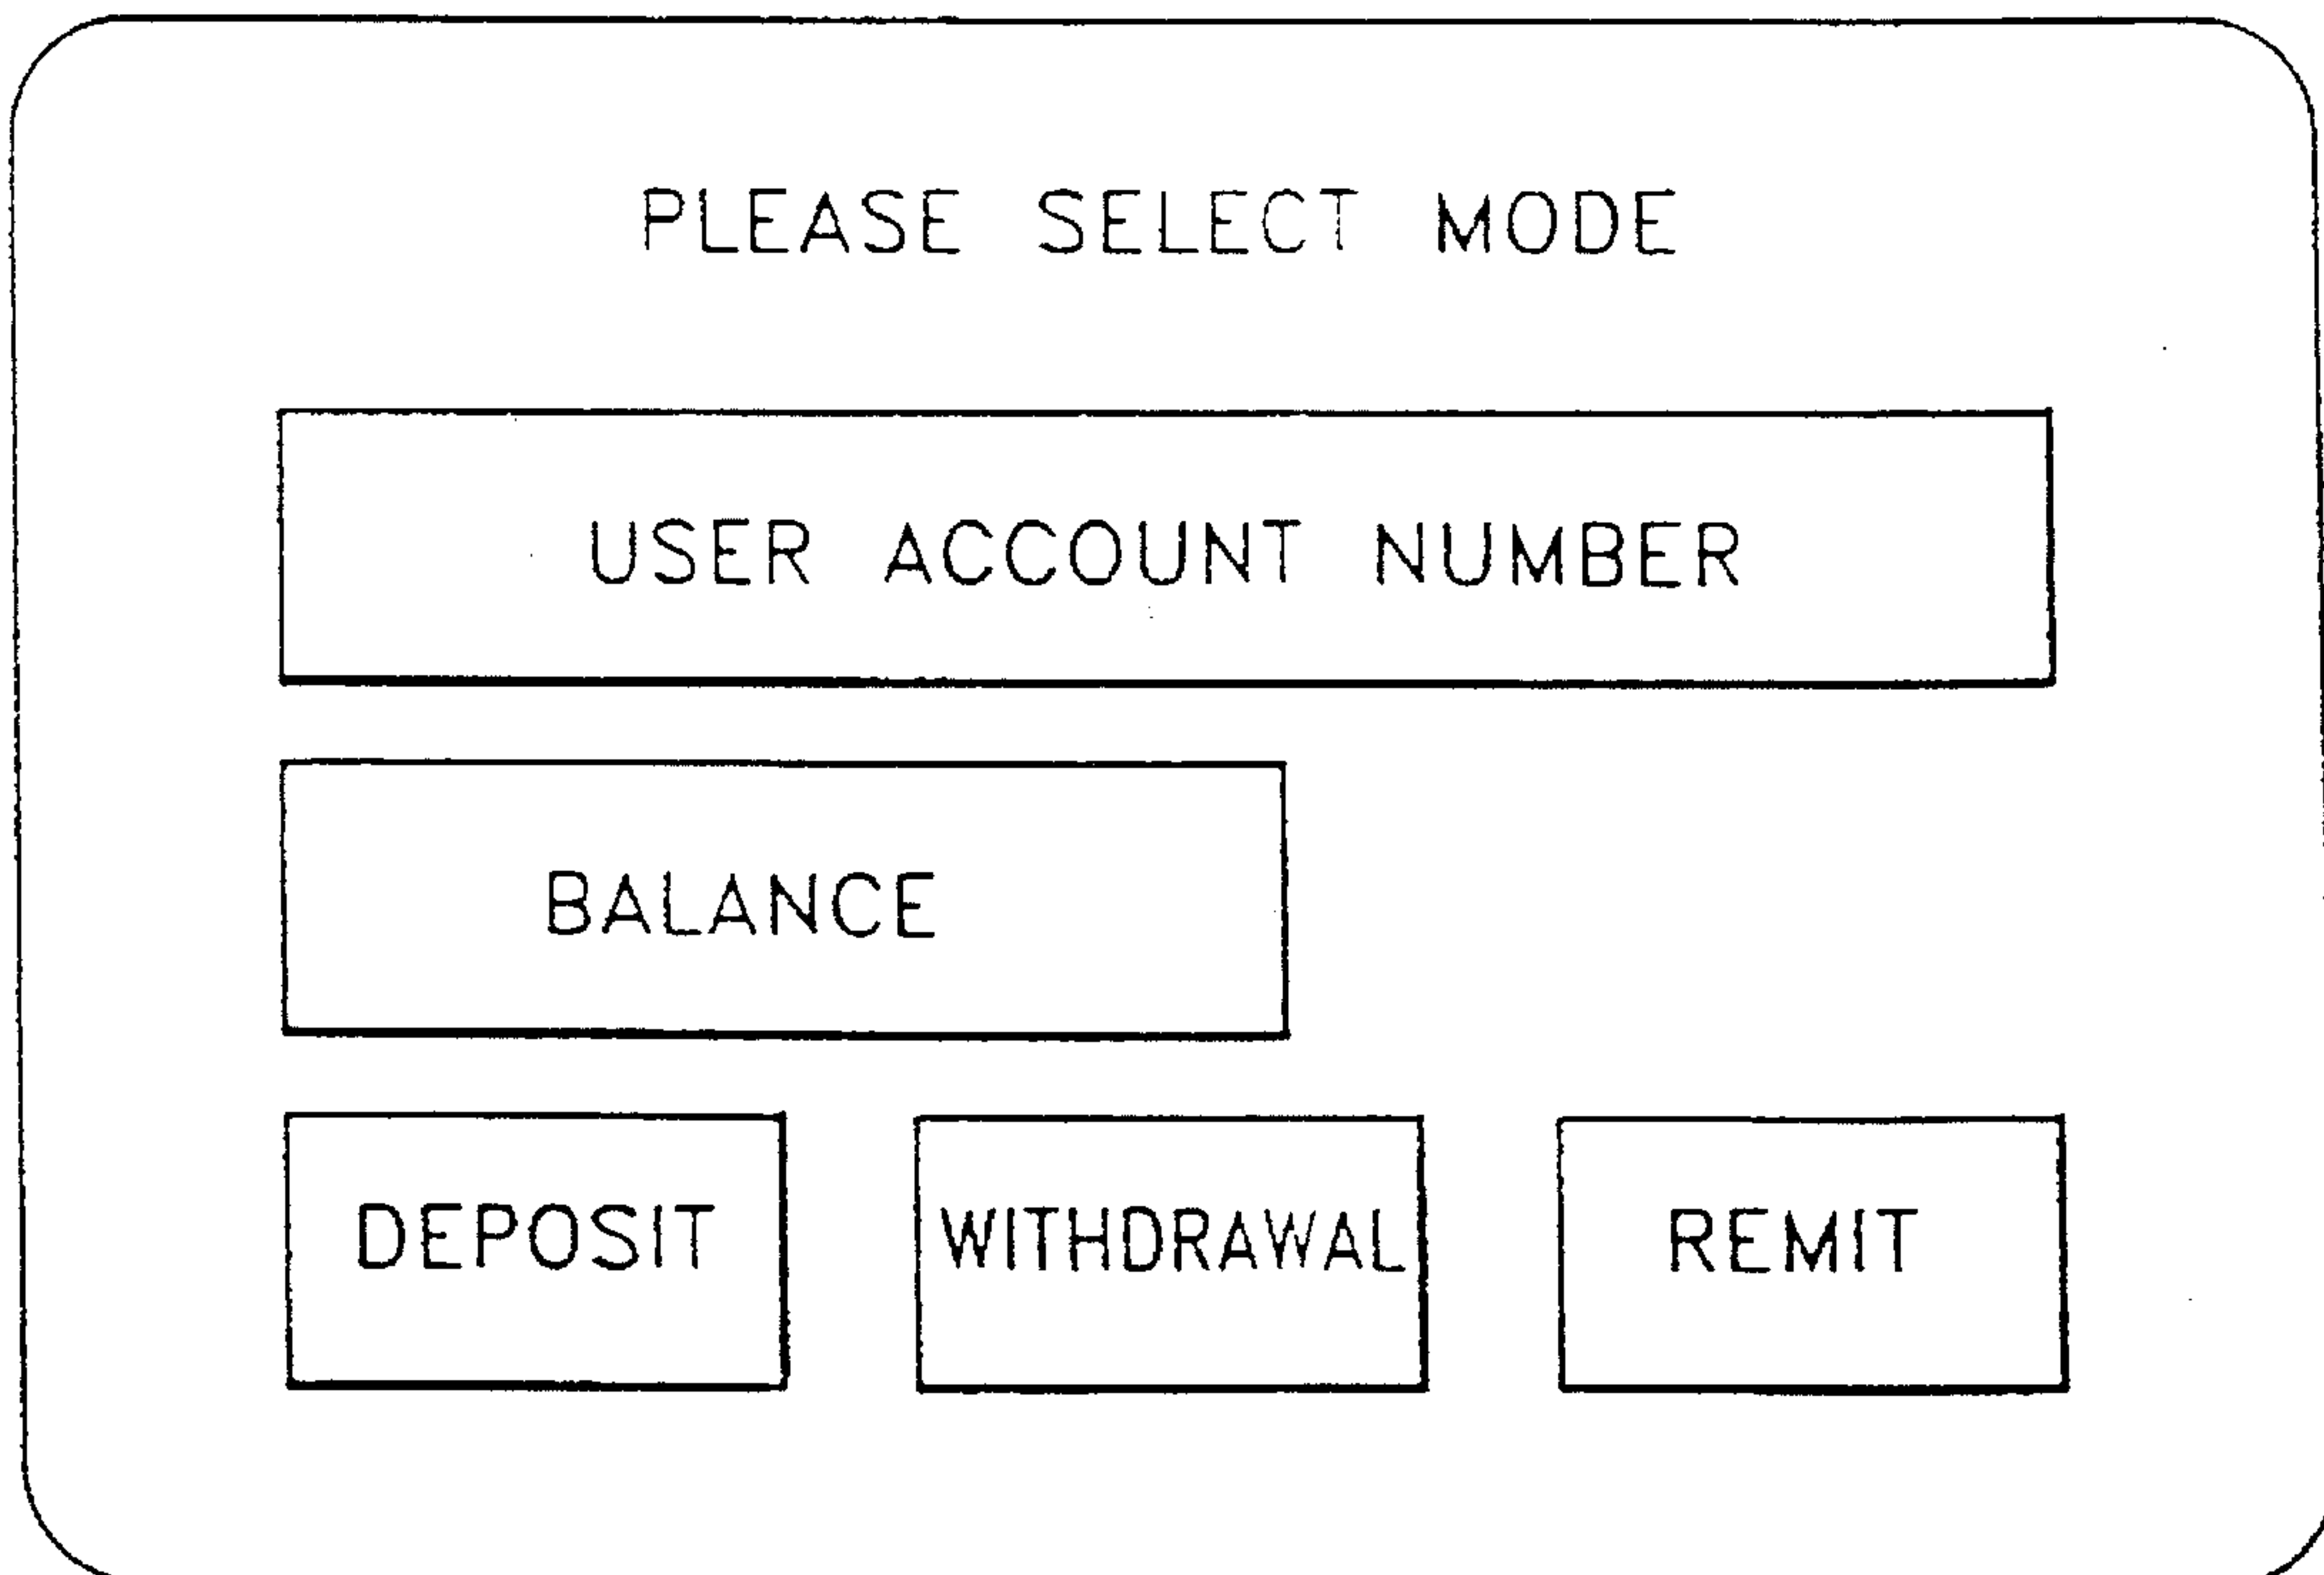 PLEASE SELECT MODE
USER ACCOUNT NUMBER
BALANCE
DEPOSIT WITHDRAWAL REMIT